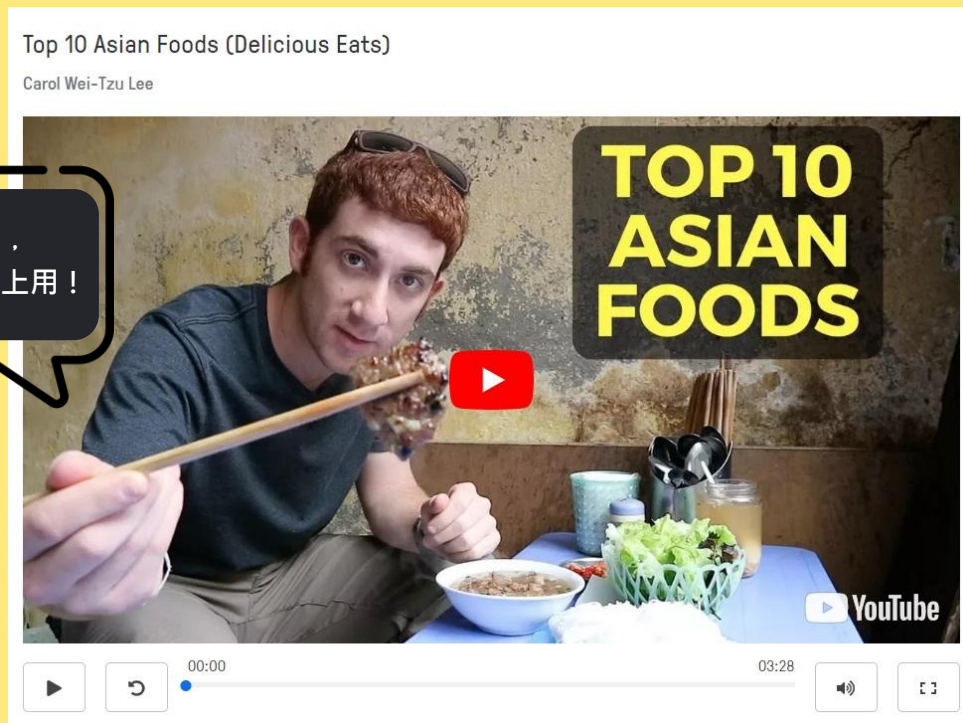 Top 10 Asian Foods (Delicious Eats)
Carol Wei-Tzu Lee
TOP 10
ASIAN
FOODS
，
上用！
YouTube
00:00
03:28